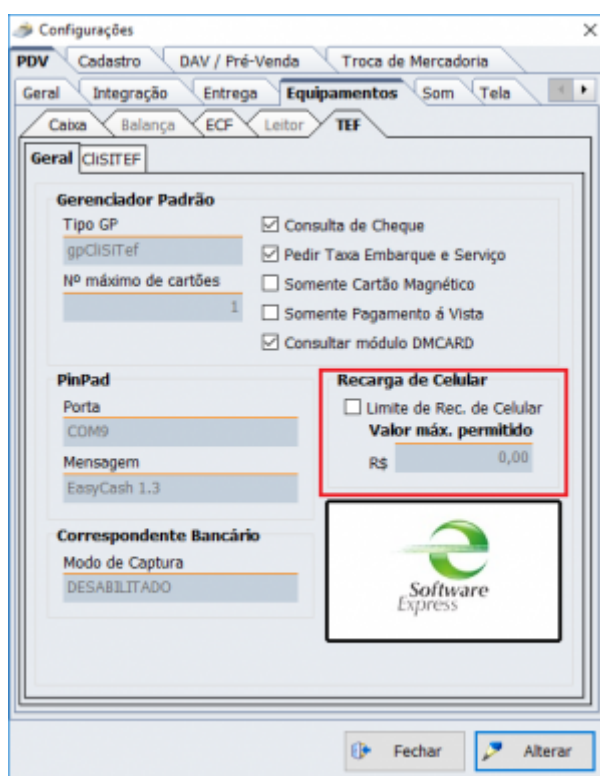 Configurações
PDV Cadastro DAV / Pré-Venda Troca de Mercadoria
Geral Integração Entrega Equipamentos Som Tela
Caixa Balança ECF Leitor TEF
Geral CliSITEF
Gerenciador Padrão
Tipo GP
gpCliSiTef
Nº máximo de cartões
1
Consulta de Cheque
Pedir Taxa Embarque e Serviço
Somente Cartão Magnético
Somente Pagamento á Vista
Consultar módulo DMCARD
PinPad
Porta
COM9
Mensagem
EasyCash 1.3
Recarga de Celular
Limite de Rec. de Celular
Valor máx. permitido
R$ 0,00
Correspondente Bancário
Modo de Captura
DESABILITADO
Software
Express
Fechar Alterar